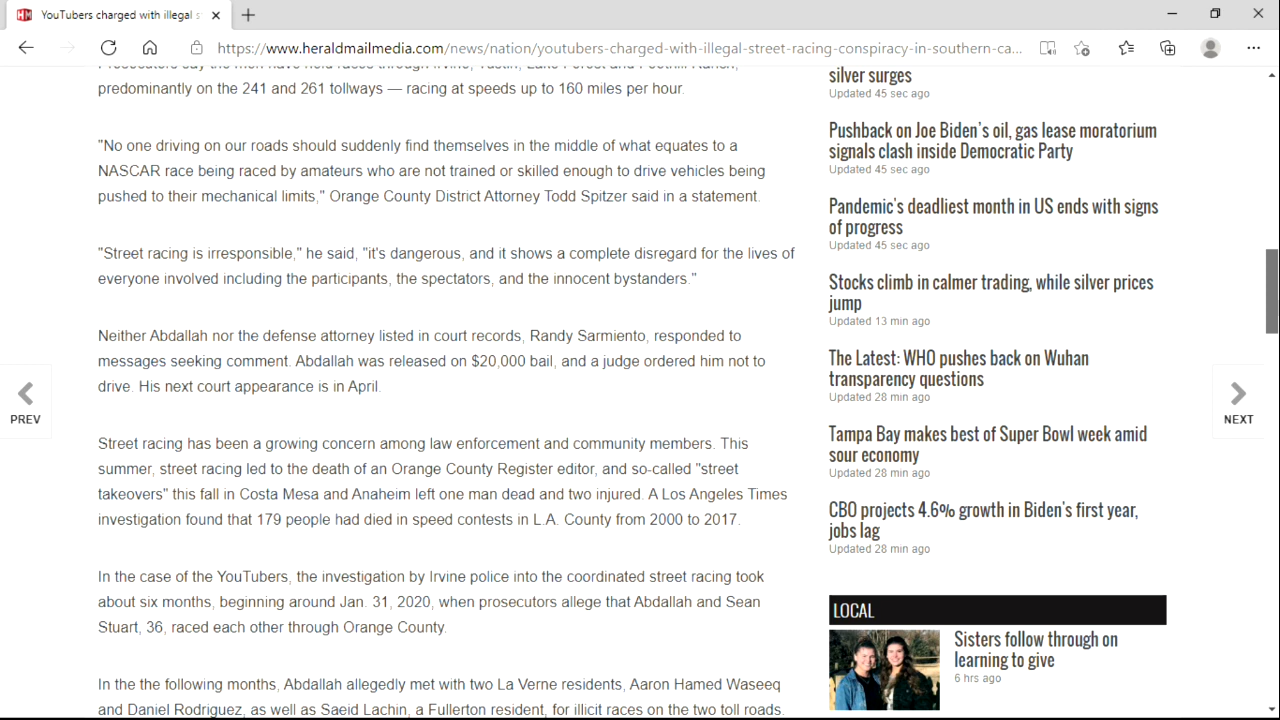 YouTubers charged with illegal s
https://www.heraldmailmedia.com/news/nation/youtubers-charged-with-illegal-street-racing-conspiracy-in-southern-ca...
predominantly on the 241 and 261 tollways — racing at speeds up to 160 miles per hour.
"No one driving on our roads should suddenly find themselves in the middle of what equates to a
NASCAR race being raced by amateurs who are not trained or skilled enough to drive vehicles being
pushed to their mechanical limits," Orange County District Attorney Todd Spitzer said in a statement.
"Street racing is irresponsible," he said, "it's dangerous, and it shows a complete disregard for the lives of
everyone involved including the participants, the spectators, and the innocent bystanders."
Neither Abdallah nor the defense attorney listed in court records, Randy Sarmiento, responded to
messages seeking comment. Abdallah was released on $20,000 bail, and a judge ordered him not to
drive. His next court appearance is in April.
Street racing has been a growing concern among law enforcement and community members. This
summer, street racing led to the death of an Orange County Register editor, and so-called "street
takeovers" this fall in Costa Mesa and Anaheim left one man dead and two injured. A Los Angeles Times
investigation found that 179 people had died in speed contests in L.A. County from 2000 to 2017.
In the case of the YouTubers, the investigation by Irvine police into the coordinated street racing took
about six months, beginning around Jan. 31, 2020, when prosecutors allege that Abdallah and Sean
Stuart, 36, raced each other through Orange County.
In the the following months, Abdallah allegedly met with two La Verne residents, Aaron Hamed Waseeq
and Daniel Rodriguez, as well as Saeid Lachin, a Fullerton resident, for illicit races on the two toll roads.
PREV
NEXT
silver surges
Updated 45 sec ago
Pushback on Joe Biden's oil, gas lease moratorium
signals clash inside Democratic Party
Updated 45 sec ago
Pandemic's deadliest month in US ends with signs
of progress
Updated 45 sec ago
Stocks climb in calmer trading, while silver prices
jump
Updated 13 min ago
The Latest: WHO pushes back on Wuhan
transparency questions
Updated 28 min ago
Tampa Bay makes best of Super Bowl week amid
sour economy
Updated 28 min ago
CBO projects 4.6% growth in Biden's first year,
jobs lag
Updated 28 min ago
LOCAL
Sisters follow through on
learning to give
6 hrs ago